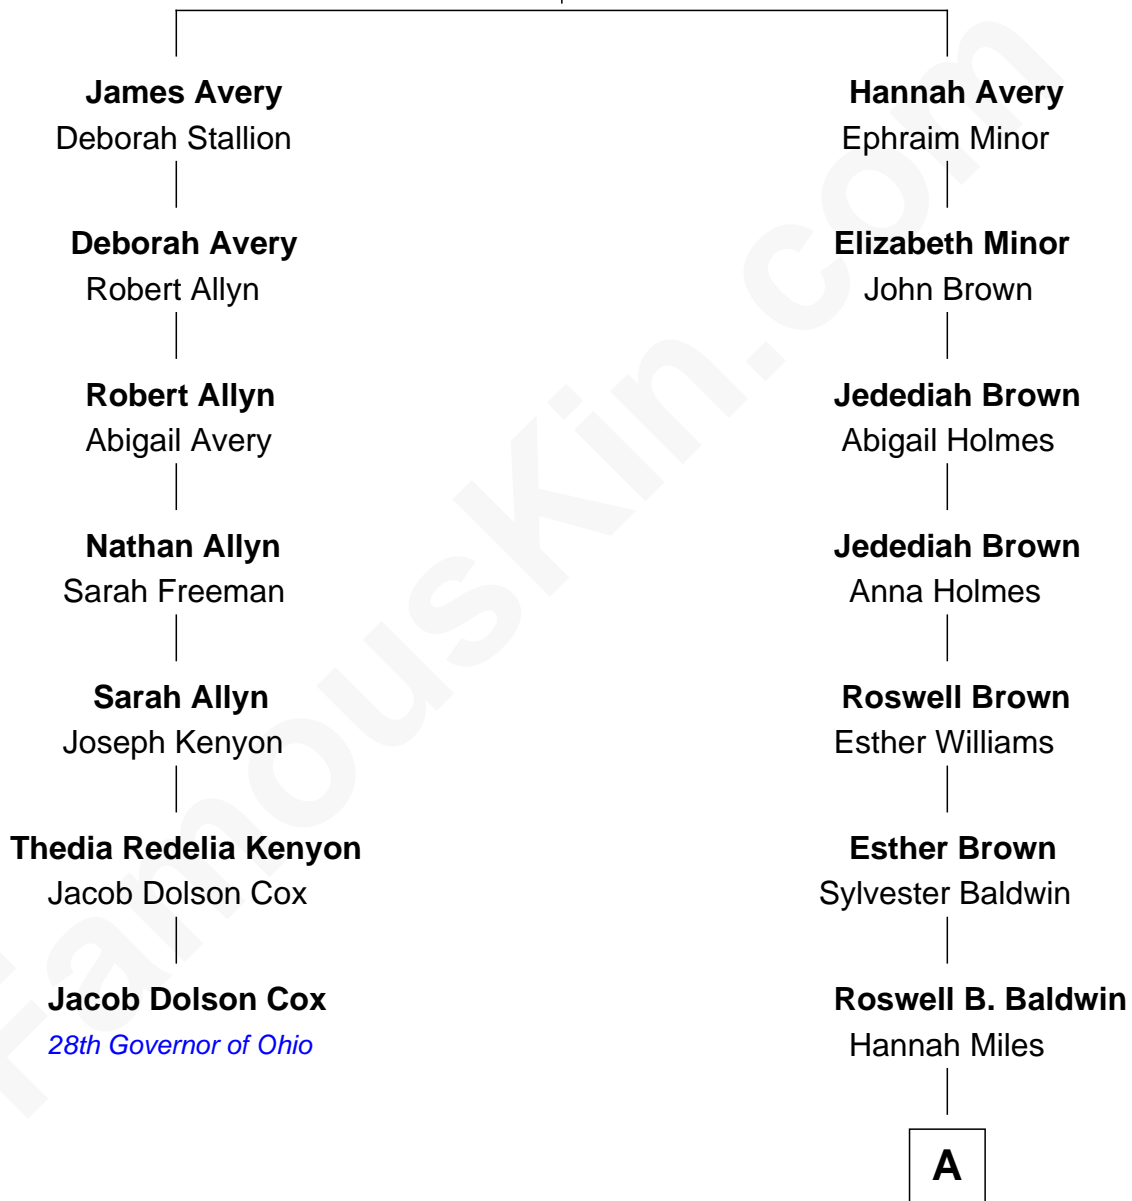 James Avery
Deborah Stallion
Deborah Avery
Robert Allyn
Robert Allyn
Abigail Avery
Nathan Allyn
Sarah Freeman
Sarah Allyn
Joseph Kenyon
Thedia Redelia Kenyon
Jacob Dolson Cox
Jacob Dolson Cox
28th Governor of Ohio
Hannah Avery
Ephraim Minor
Elizabeth Minor
John Brown
Jedediah Brown
Abigail Holmes
Jedediah Brown
Anna Holmes
Roswell Brown
Esther Williams
Esther Brown
Sylvester Baldwin
Roswell B. Baldwin
Hannah Miles
A
FamousKin.com